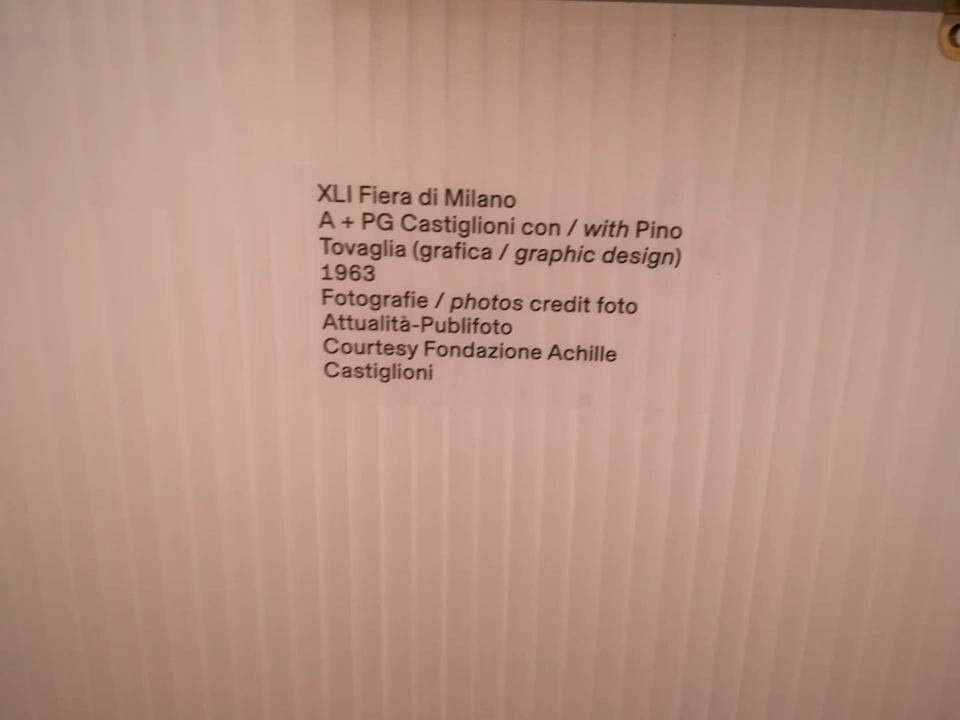 XLI Fiera di Milano
A + PG Castiglioni con / with Pino
Tovaglia (grafica / graphic design)
1963
Fotografie / photos credit foto
Attualità-Publifoto
Courtesy Fondazione Achille
Castiglioni